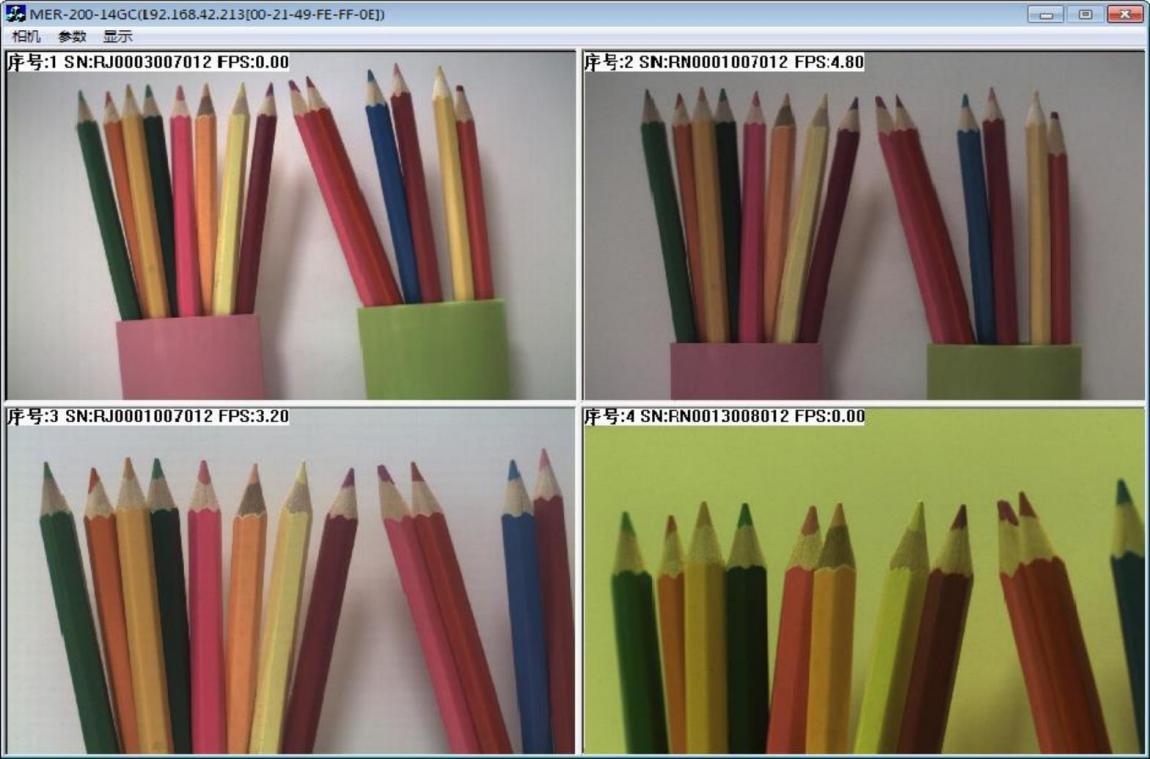 MER-200-14GC(192.168.42.213[00-21-49-FE-FF-0E])
相机 参数 显示
序号:1 SN:RJ0003007012 FPS:0.00
序号:2 SN:RN0001007012 FPS:4.80
序号:3 SN:RJ0001007012 FPS:3.20
序号:4 SN:RN0013008012 FPS:0.00